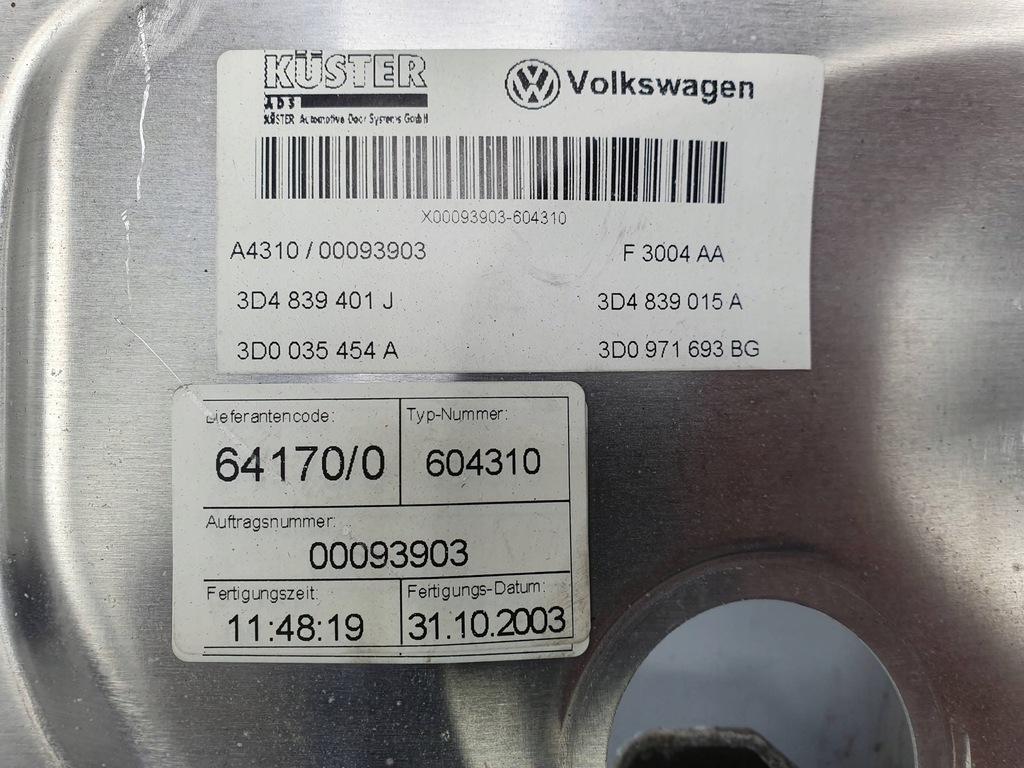 KÜSTER
ADS
KÜSTER Automotive Door Systems GmbH
Volkswagen
X00093903-604310
A4310 / 00093903
F 3004 AA
3D4 839 401 J
3D4 839 015 A
3D0 035 454 A
3D0 971 693 BG
Lieferantencode:
Typ-Nummer:
64170/0
604310
Auftragsnummer:
00093903
Fertigungszeit:
Fertigungs-Datum:
11:48:19
31.10.2003